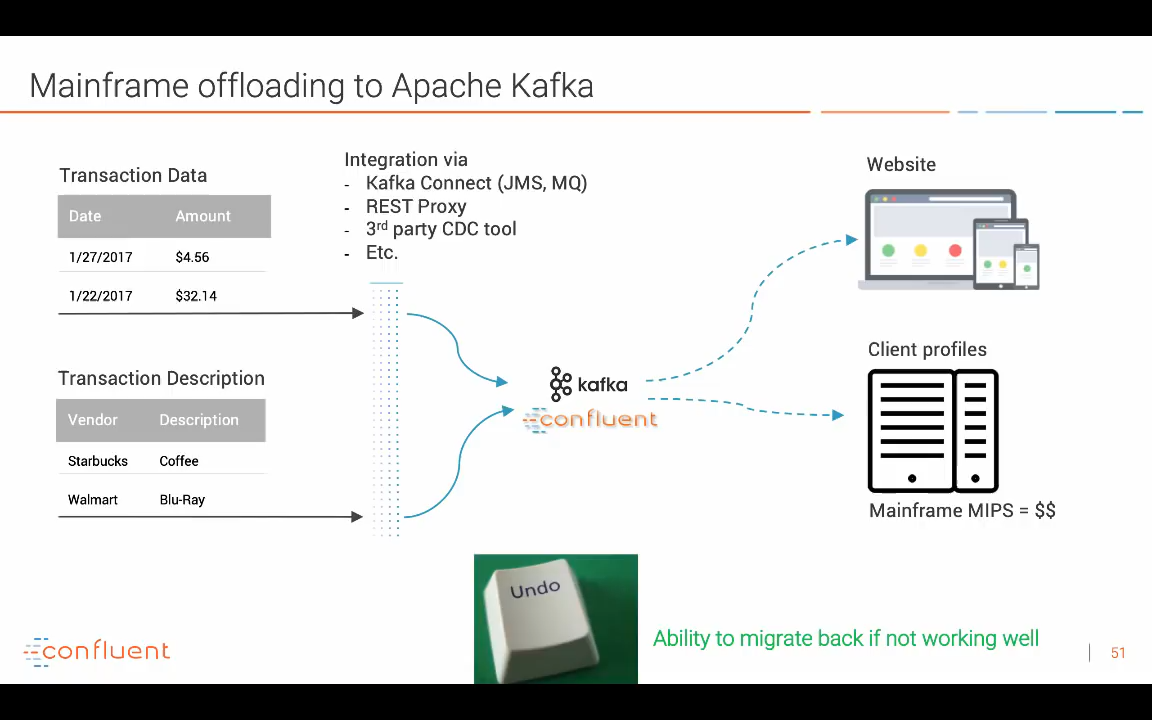 Mainframe offloading to Apache Kafka
Transaction Data
Date Amount
1/27/2017 $4.56
1/22/2017 $32.14
Integration via
- Kafka Connect (JMS, MQ)
- REST Proxy
- 3rd party CDC tool
- Etc.
Transaction Description
Vendor Description
Starbucks Coffee
Walmart Blu-Ray
kafka
confluent
Website
Client profiles
Mainframe MIPS = $$
Undo
Ability to migrate back if not working well
confluent
51